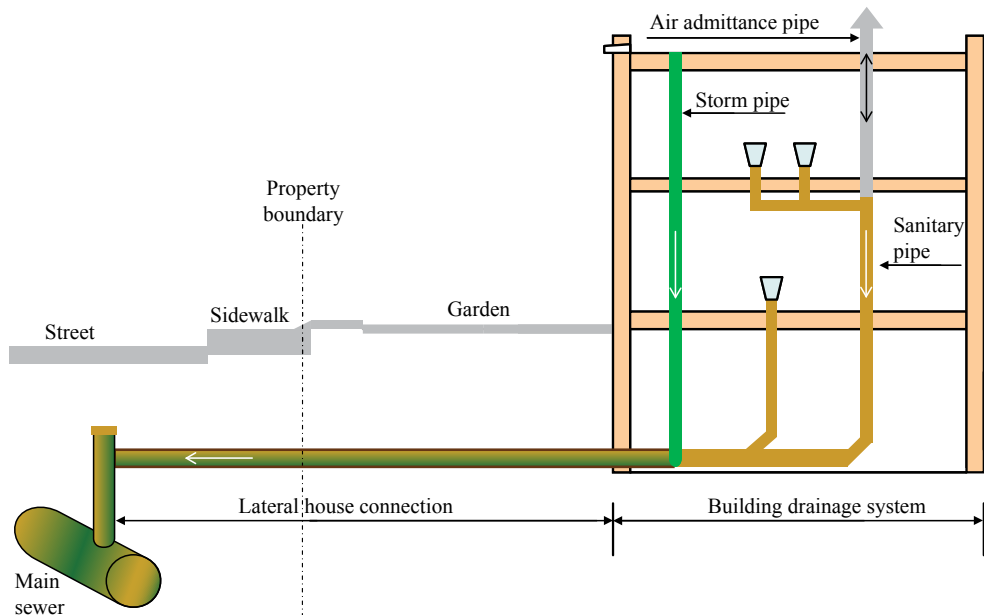 Air admittance pipe
Storm pipe
Property
boundary
Sanitary
pipe
Sidewalk
Garden
Street
Lateral house connection
Building drainage system
Main
sewer